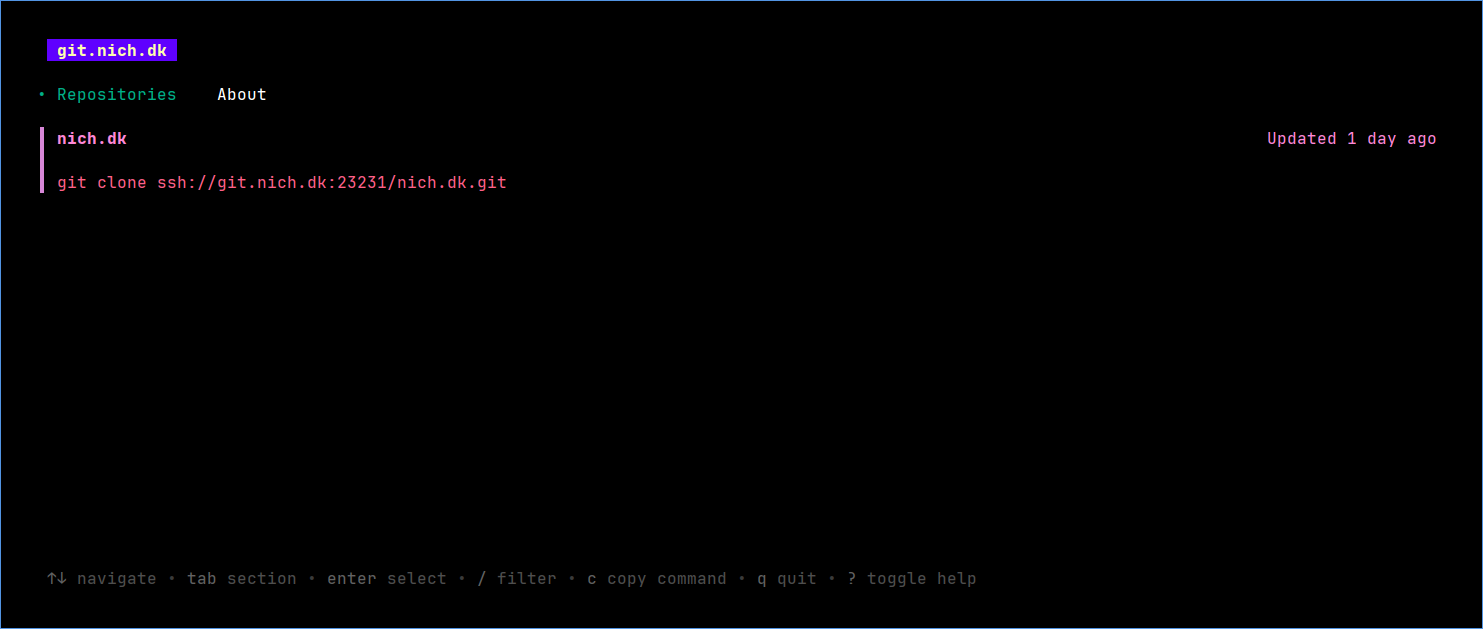 git.nich.dk
• Repositories About
nich.dk Updated 1 day ago
git clone ssh://git.nich.dk:23231/nich.dk.git
↑↓ navigate • tab section • enter select • / filter • c copy command • q quit • ? toggle help